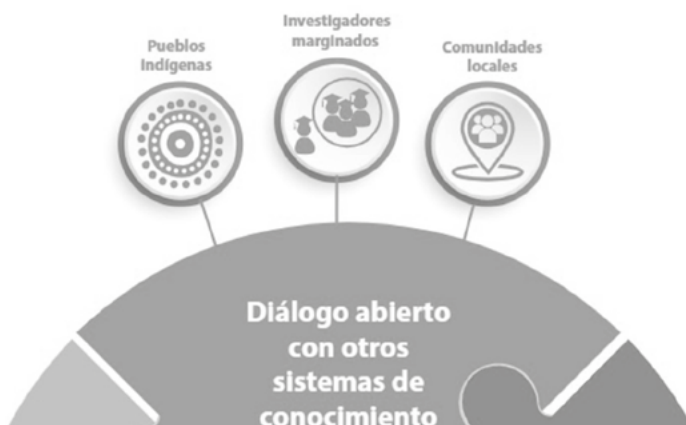 Investigadores
marginados
Pueblos
Indígenas
Comunidades
locales
Diálogo abierto
con otros
sistemas de
conocimiento